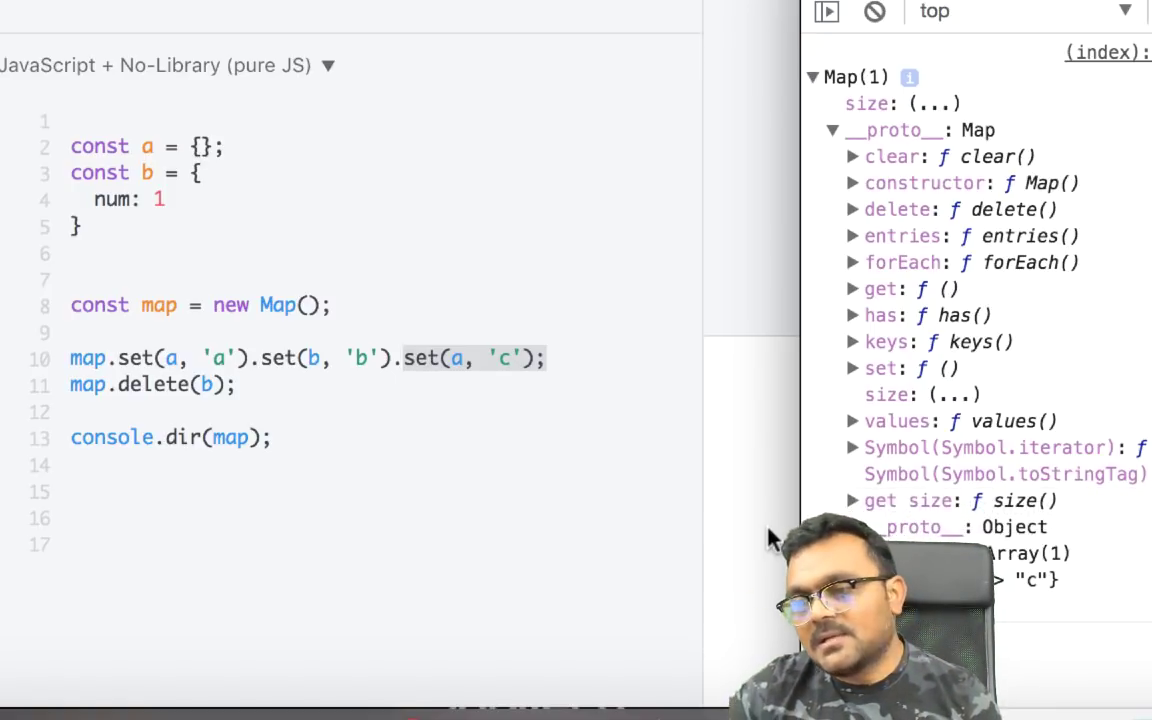 JavaScript + No-Library (pure JS) ▼
1
2 const a = {};
3 const b = {
4 num: 1
5 }
6
7
8 const map = new Map();
9
10 map.set(a, 'a').set(b, 'b').set(a, 'c');
11 map.delete(b);
12
13 console.dir(map);
14
15
16
17
top ▼
(index):
▼ Map(1) i
size: (...)
▼ __proto__: Map
▶ clear: ƒ clear()
▶ constructor: ƒ Map()
▶ delete: ƒ delete()
▶ entries: ƒ entries()
▶ forEach: ƒ forEach()
▶ get: ƒ ()
▶ has: ƒ has()
▶ keys: ƒ keys()
▶ set: ƒ ()
size: (...)
▶ values: ƒ values()
▶ Symbol(Symbol.iterator): ƒ
Symbol(Symbol.toStringTag)
▶ get size: ƒ size()
__proto__: Object
Array(1)
> "c"}